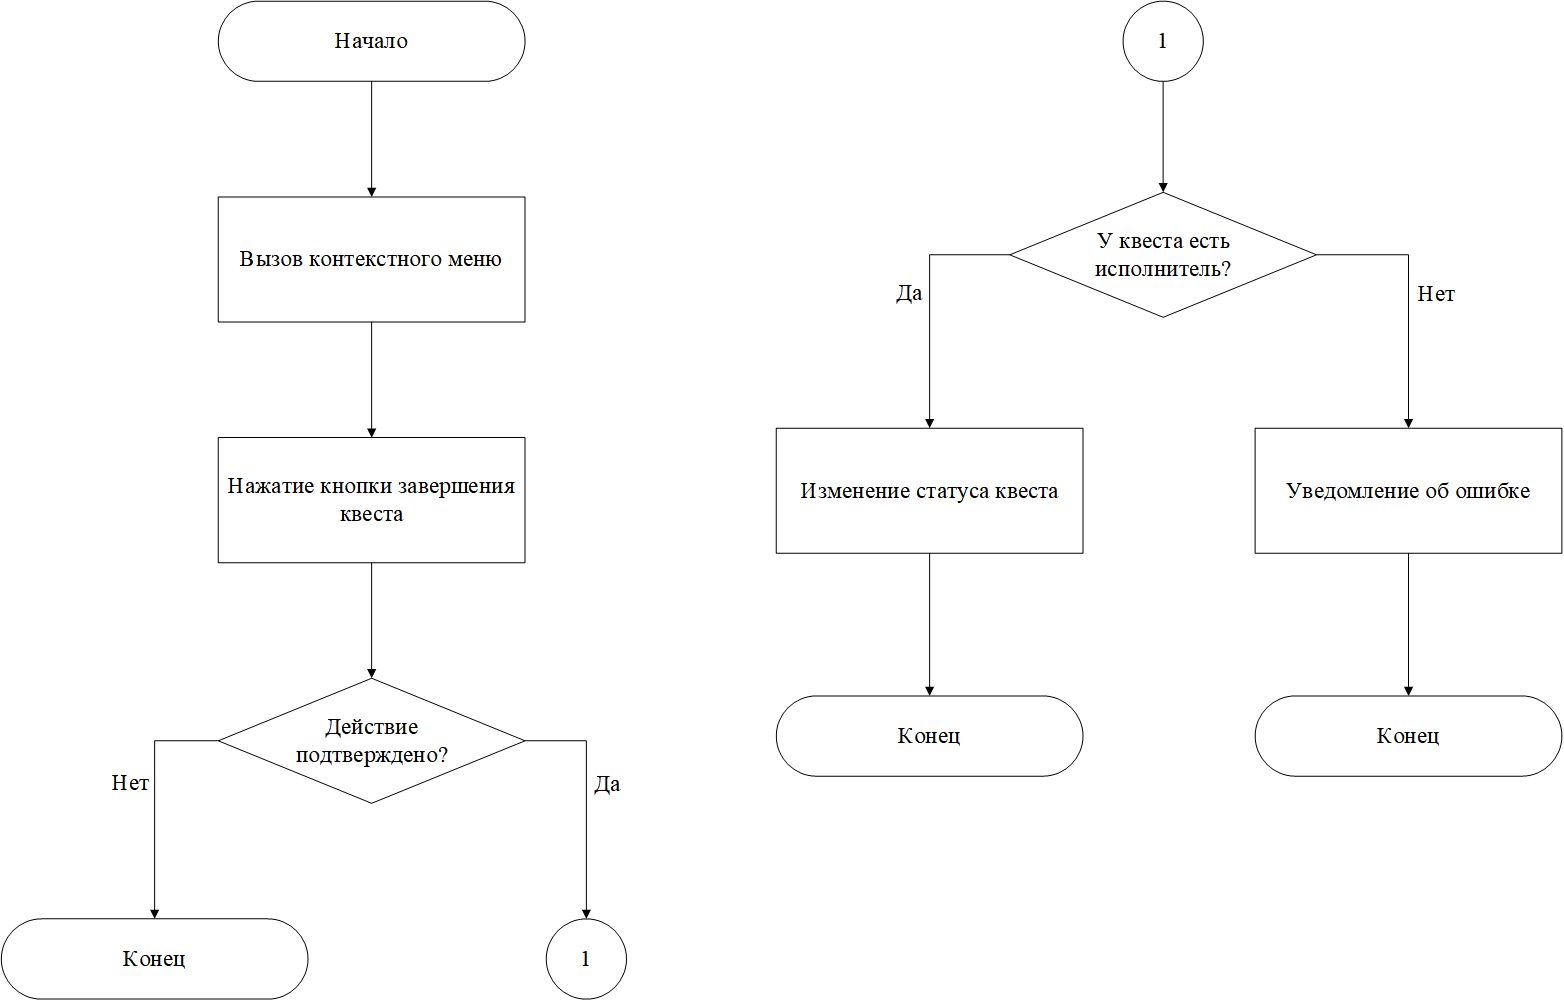 Начало
Вызов контекстного меню
Нажатие кнопки завершения
квеста
Действие
подтверждено?
Нет
Да
Конец
1
1
У квеста есть
исполнитель?
Да
Нет
Изменение статуса квеста
Уведомление об ошибке
Конец
Конец